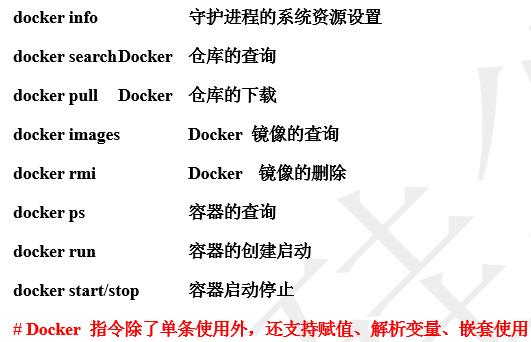 docker info 守护进程的系统资源设置
docker search Docker 仓库的查询
docker pull Docker 仓库的下载
docker images Docker 镜像的查询
docker rmi Docker 镜像的删除
docker ps 容器的查询
docker run 容器的创建启动
docker start/stop 容器启动停止
# Docker 指令除了单条使用外，还支持赋值、解析变量、嵌套使用